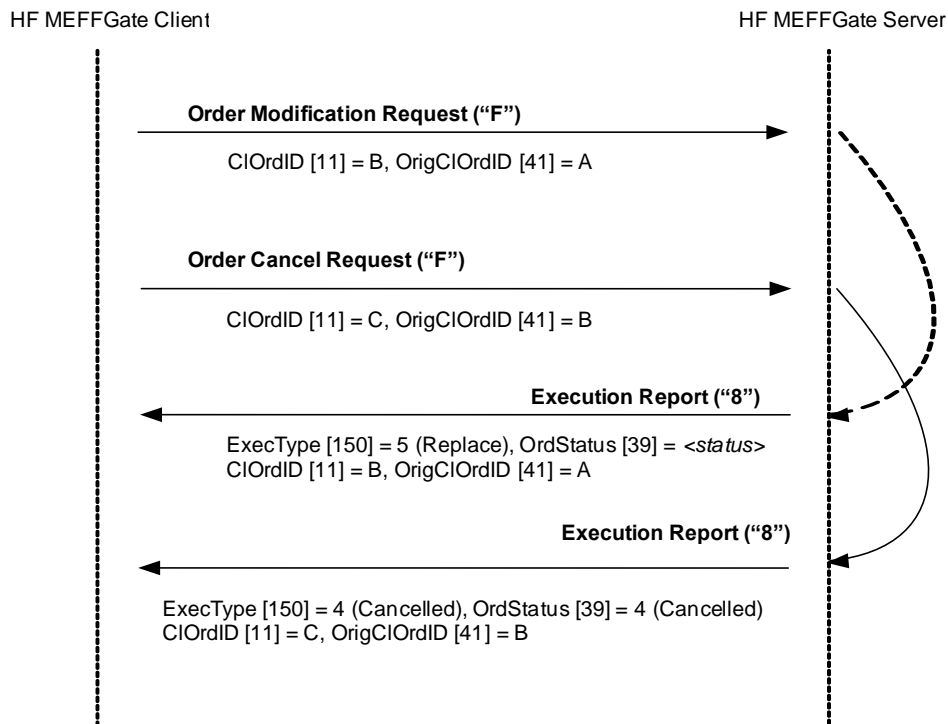 HF MEFFGate Client
HF MEFFGate Server
Order Modification Request (“F”)
ClOrdID [11] = B, OrigClOrdID [41] = A
Order Cancel Request (“F”)
ClOrdID [11] = C, OrigClOrdID [41] = B
Execution Report (“8”)
ExecType [150] = 5 (Replace), OrdStatus [39] = <status>
ClOrdID [11] = B, OrigClOrdID [41] = A
Execution Report (“8”)
ExecType [150] = 4 (Cancelled), OrdStatus [39] = 4 (Cancelled)
ClOrdID [11] = C, OrigClOrdID [41] = B